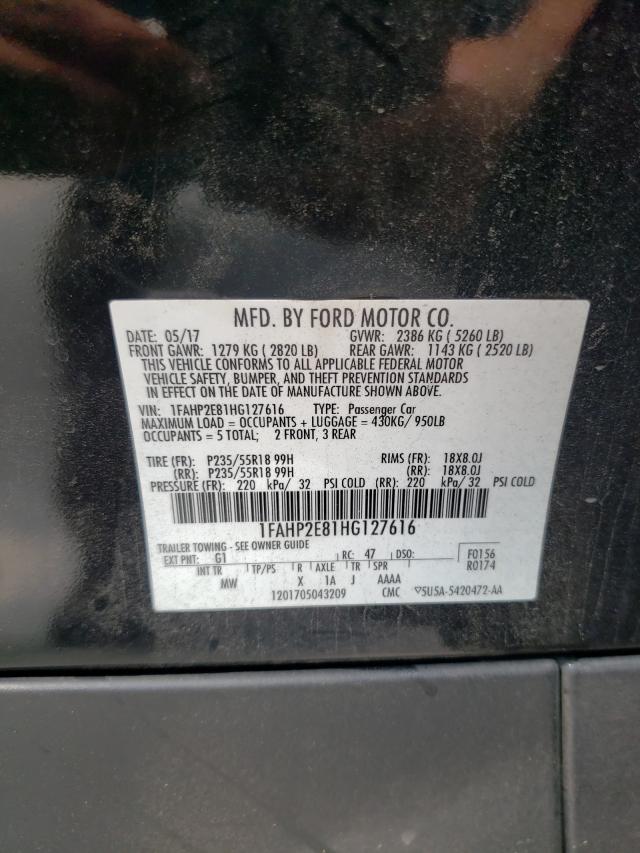 MFD. BY FORD MOTOR CO.
DATE: 05/17 GVWR: 2386 KG ( 5260 LB)
FRONT GAWR: 1279 KG ( 2820 LB) REAR GAWR: 1143 KG ( 2520 LB)
THIS VEHICLE CONFORMS TO ALL APPLICABLE FEDERAL MOTOR
VEHICLE SAFETY, BUMPER, AND THEFT PREVENTION STANDARDS
IN EFFECT ON THE DATE OF MANUFACTURE SHOWN ABOVE.
VIN: 1FAHP2E81HG127616 TYPE: Passenger Car
MAXIMUM LOAD = OCCUPANTS + LUGGAGE = 430KG/ 950LB
OCCUPANTS = 5 TOTAL; 2 FRONT, 3 REAR
TIRE (FR): P235/55R18 99H RIMS (FR): 18X8.0J
(RR): P235/55R18 99H (RR): 18X8.0J
PRESSURE (FR): 220 kPa/ 32 PSI COLD (RR): 220 kPa/ 32 PSI COLD
1FAHP2E81HG127616
TRAILER TOWING - SEE OWNER GUIDE
EXT PNT: G1 RC: 47 DSO: F0156
INT TR TP/PS R AXLE TR SPR R0174
MW X 1A J AAAA
1201705043209 CMC ▽5U5A-5420472-AA